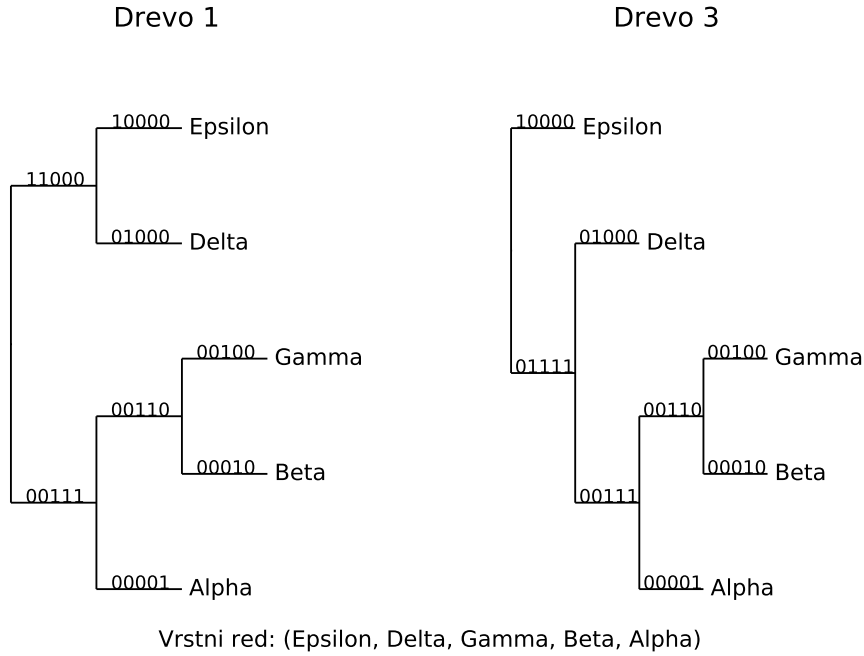 Drevo 1
10000 Epsilon
11000
01000 Delta
00100 Gamma
00110
00010 Beta
00111
00001 Alpha
Drevo 3
10000 Epsilon
01000 Delta
00100 Gamma
01111
00110
00010 Beta
00111
00001 Alpha
Vrstni red: (Epsilon, Delta, Gamma, Beta, Alpha)